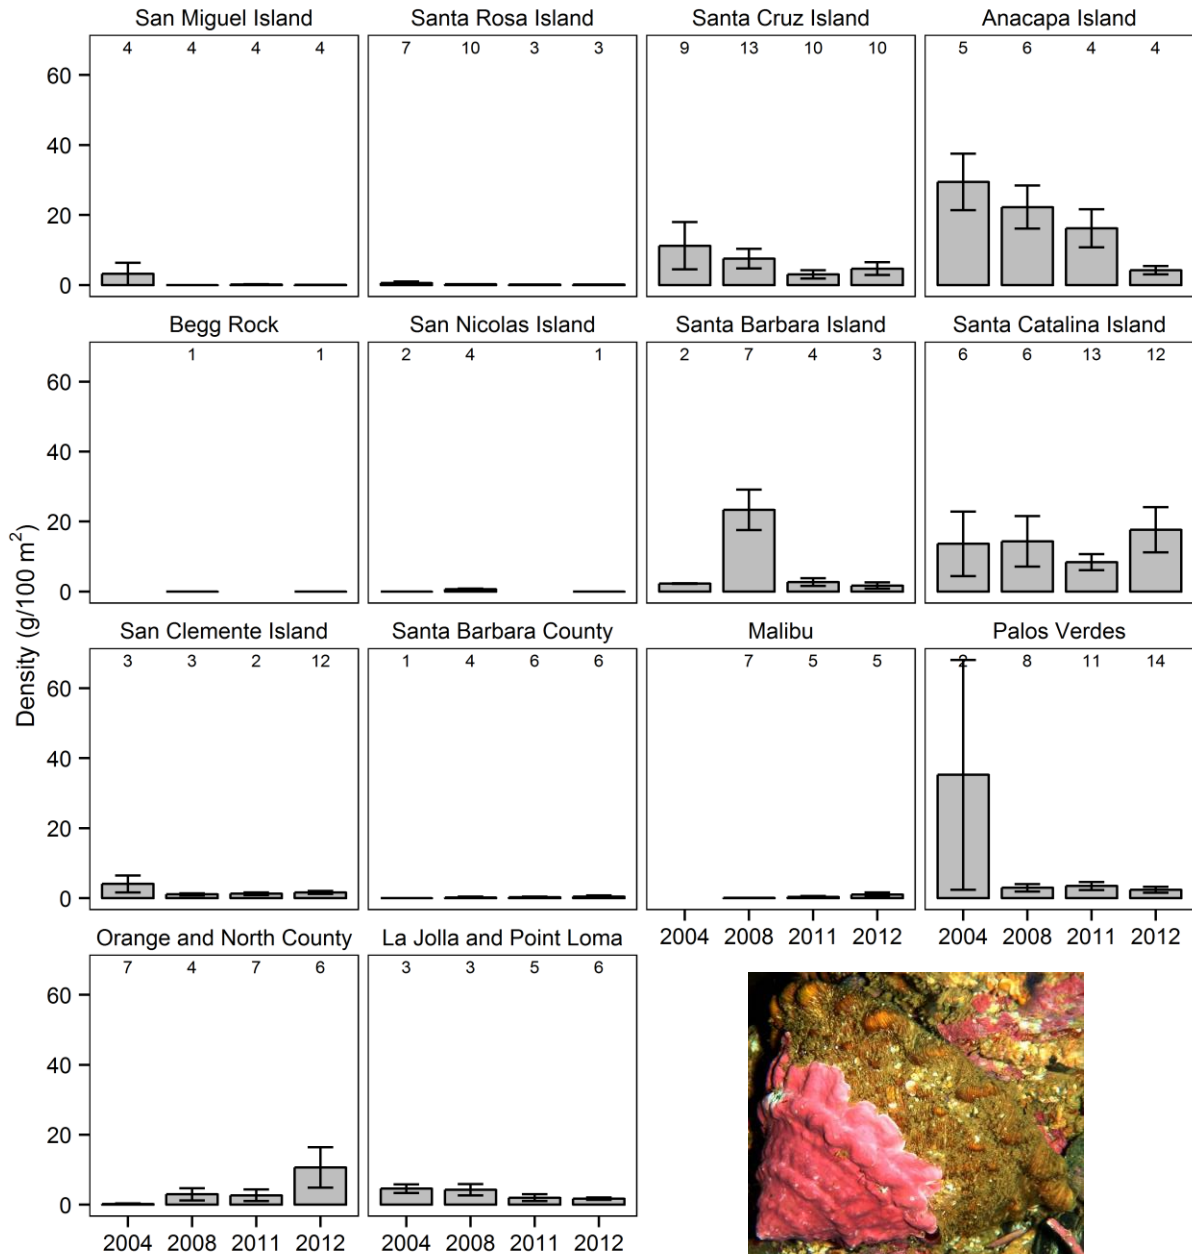 San Miguel Island Santa Rosa Island Santa Cruz Island Anacapa Island
4 4 4 4 7 10 3 3 9 13 10 10 5 6 4 4
60
40
20
0
Begg Rock San Nicolas Island Santa Barbara Island Santa Catalina Island
1 1 2 4 1 2 7 4 3 6 6 13 12
60
40
20
0
Density (g/100 m²)
San Clemente Island Santa Barbara County Malibu Palos Verdes
3 3 2 12 1 4 6 6 7 5 5 2 8 11 14
60
40
20
0
2004 2008 2011 2012 2004 2008 2011 2012
Orange and North County La Jolla and Point Loma
7 4 7 6 3 3 5 6
60
40
20
0
2004 2008 2011 2012 2004 2008 2011 2012